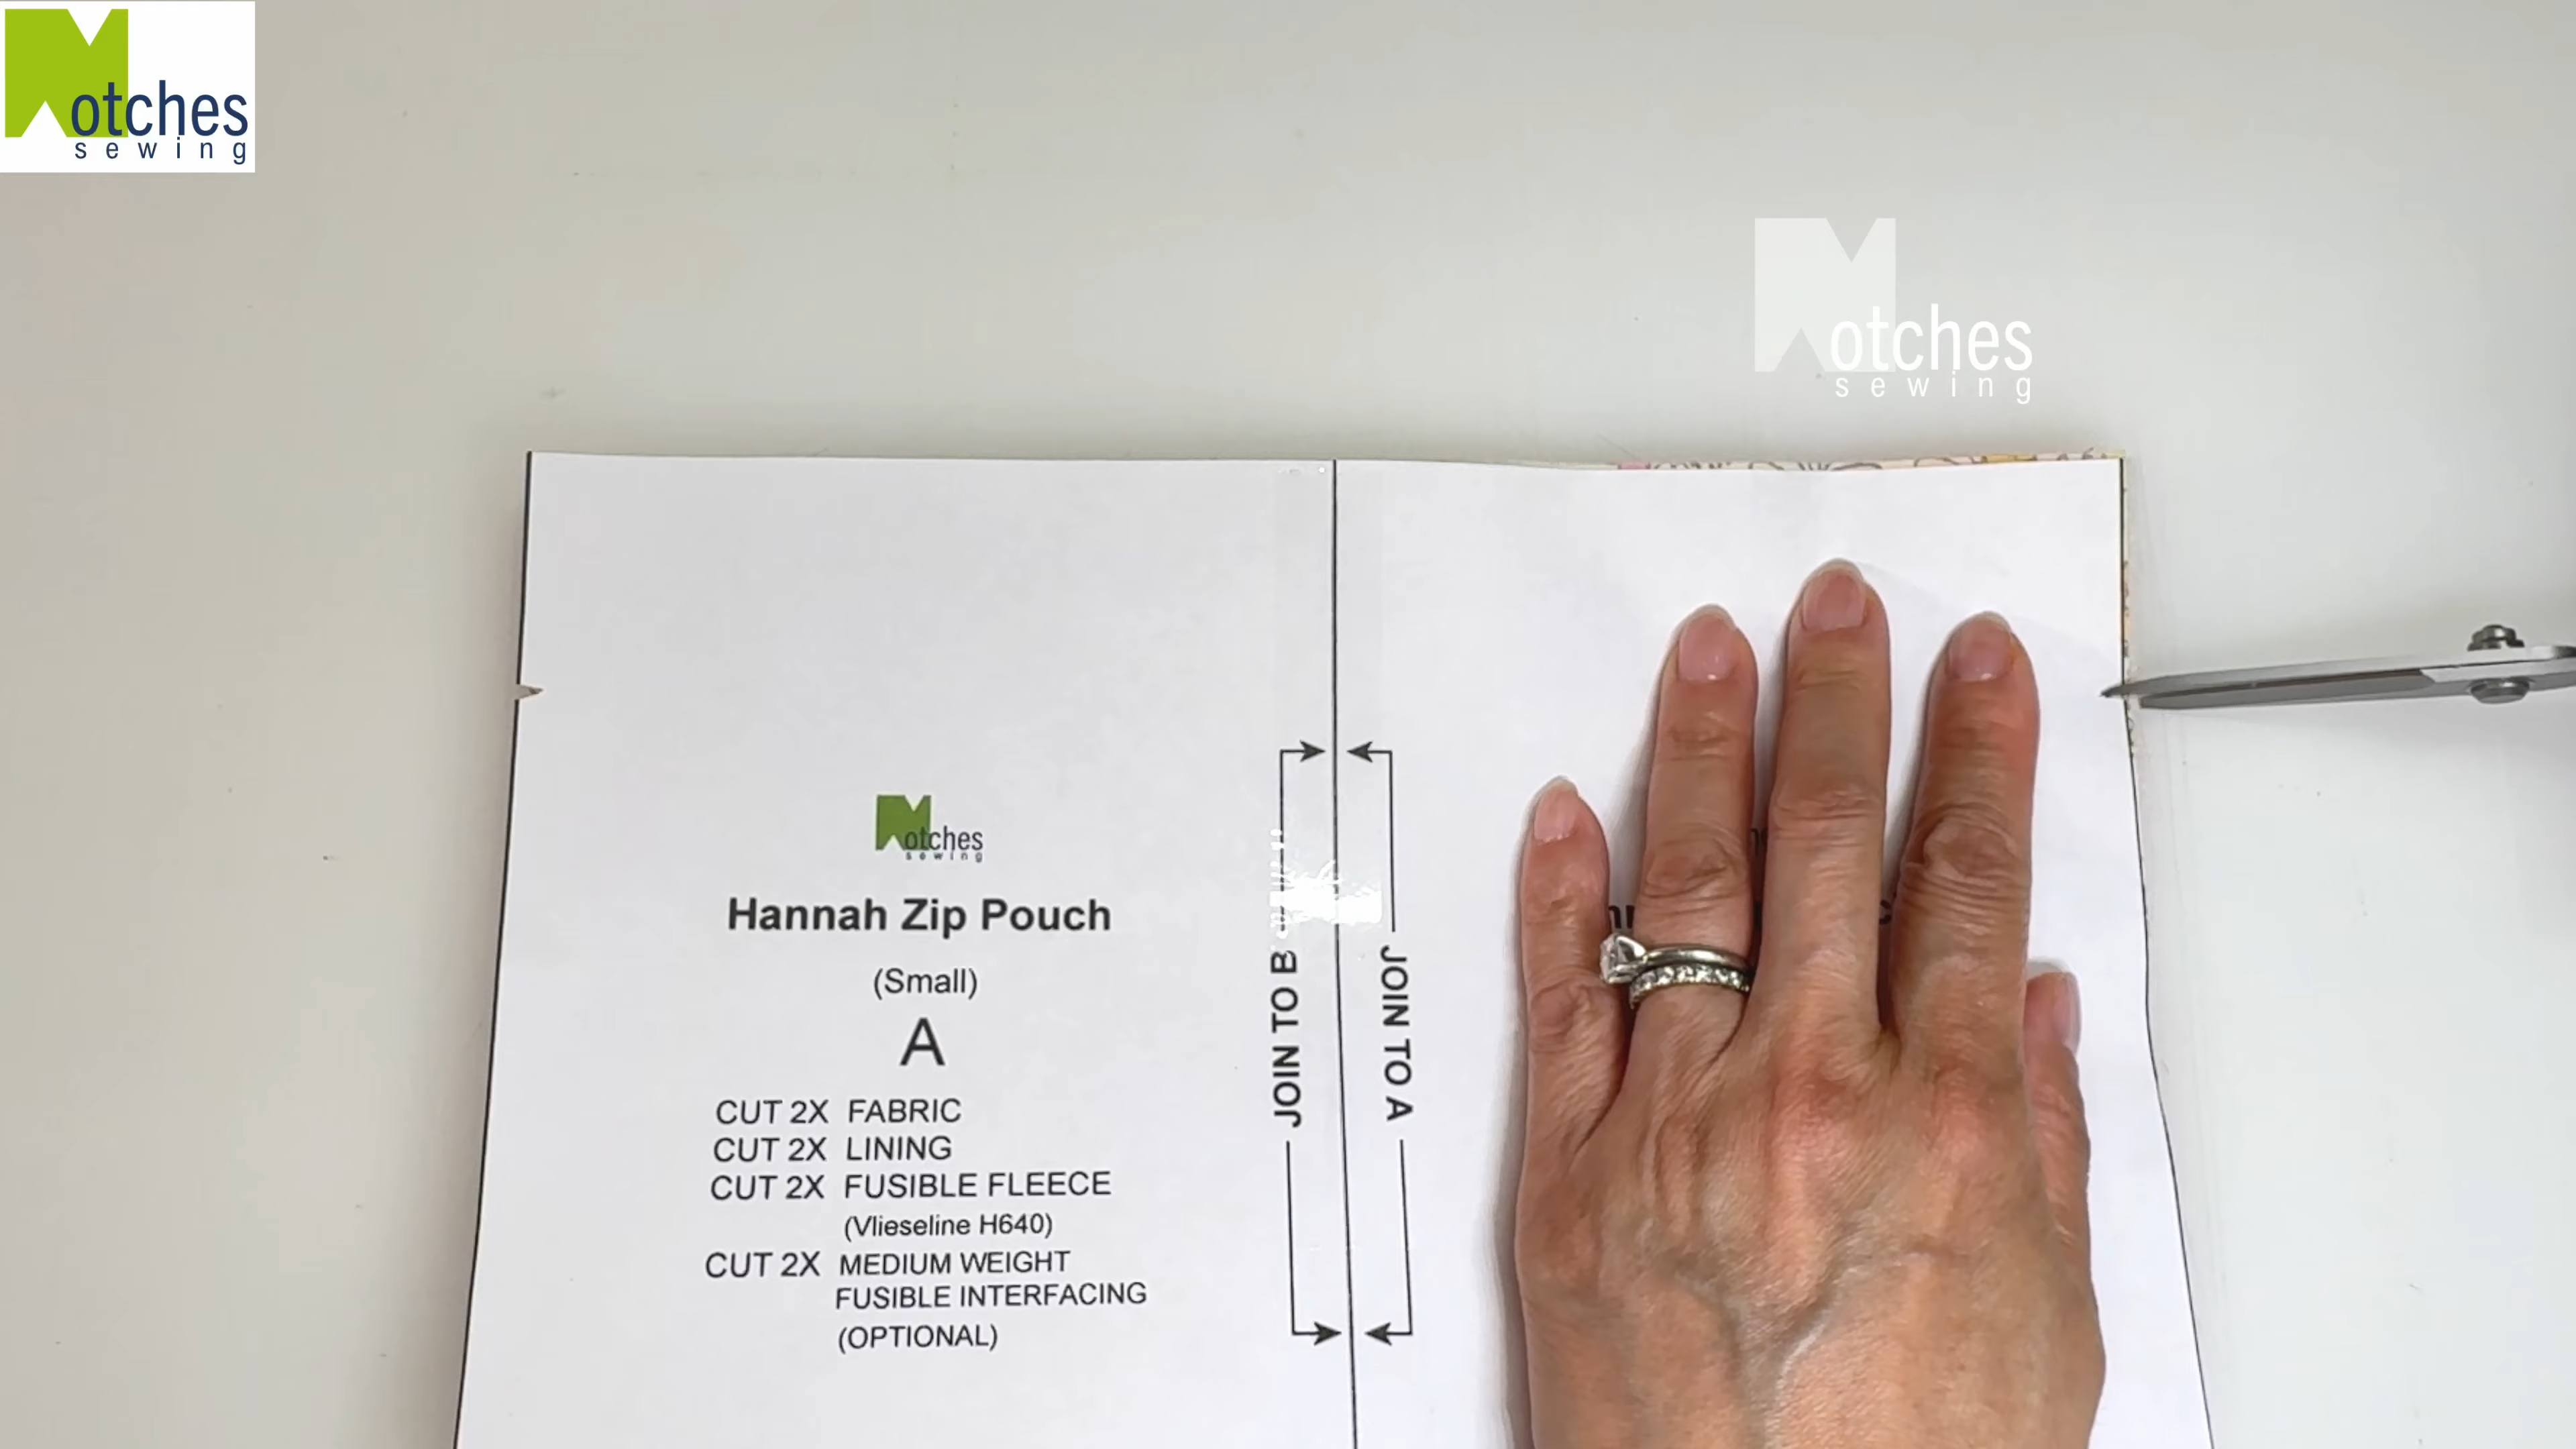 Notches
sewing
Notches
sewing
Notches
sewing
Hannah Zip Pouch
(Small)
A
CUT 2X FABRIC
CUT 2X LINING
CUT 2X FUSIBLE FLEECE
(Vlieseline H640)
CUT 2X MEDIUM WEIGHT
FUSIBLE INTERFACING
(OPTIONAL)
JOIN TO B
JOIN TO A